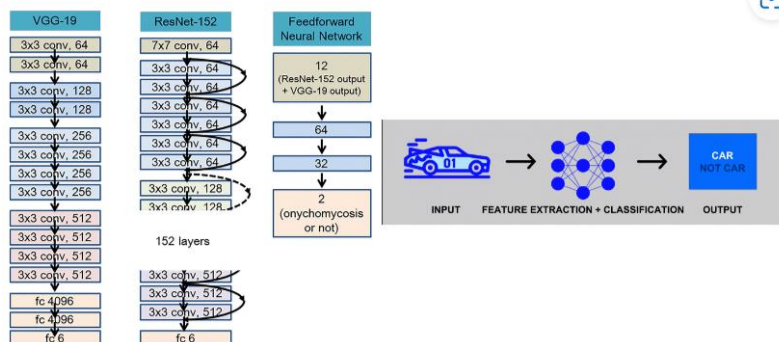 VGG-19
3x3 conv, 64
3x3 conv, 64
3x3 conv, 128
3x3 conv, 128
3x3 conv, 256
3x3 conv, 256
3x3 conv, 256
3x3 conv, 256
3x3 conv, 512
3x3 conv, 512
3x3 conv, 512
3x3 conv, 512
fc 4096
fc 4096
fc 6
ResNet-152
7x7 conv, 64
3x3 conv, 64
3x3 conv, 64
3x3 conv, 64
3x3 conv, 64
3x3 conv, 64
3x3 conv, 64
3x3 conv, 128
3x3 conv, 128
152 layers
3x3 conv, 512
3x3 conv, 512
3x3 conv, 512
fc 6
Feedforward
Neural Network
12
(ResNet-152 output
+ VGG-19 output)
64
32
2
(onychomycosis
or not)
01
INPUT
FEATURE EXTRACTION + CLASSIFICATION
CAR
NOT CAR
OUTPUT